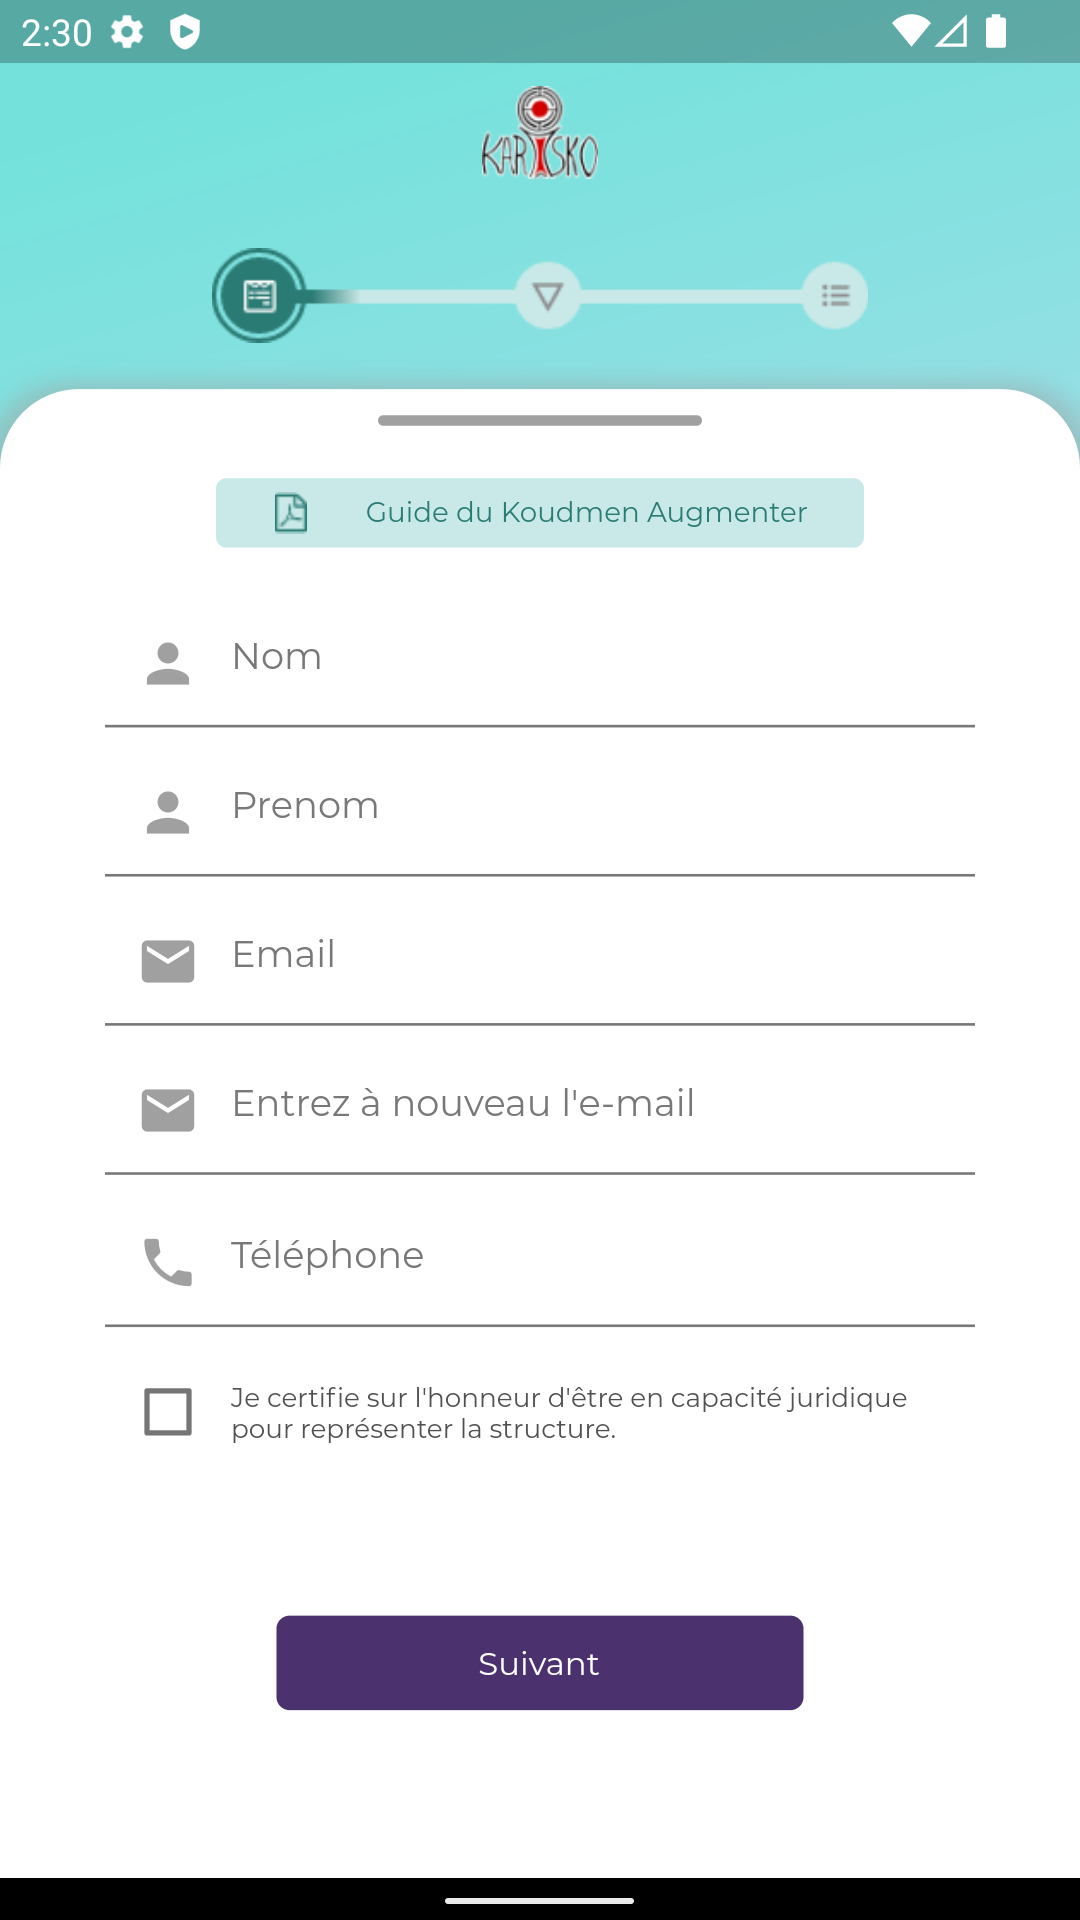 2:30
KARISKO
Guide du Koudmen Augmenter
Nom
Prenom
Email
Entrez à nouveau l'e-mail
Téléphone
Je certifie sur l'honneur d'être en capacité juridique
pour représenter la structure.
Suivant